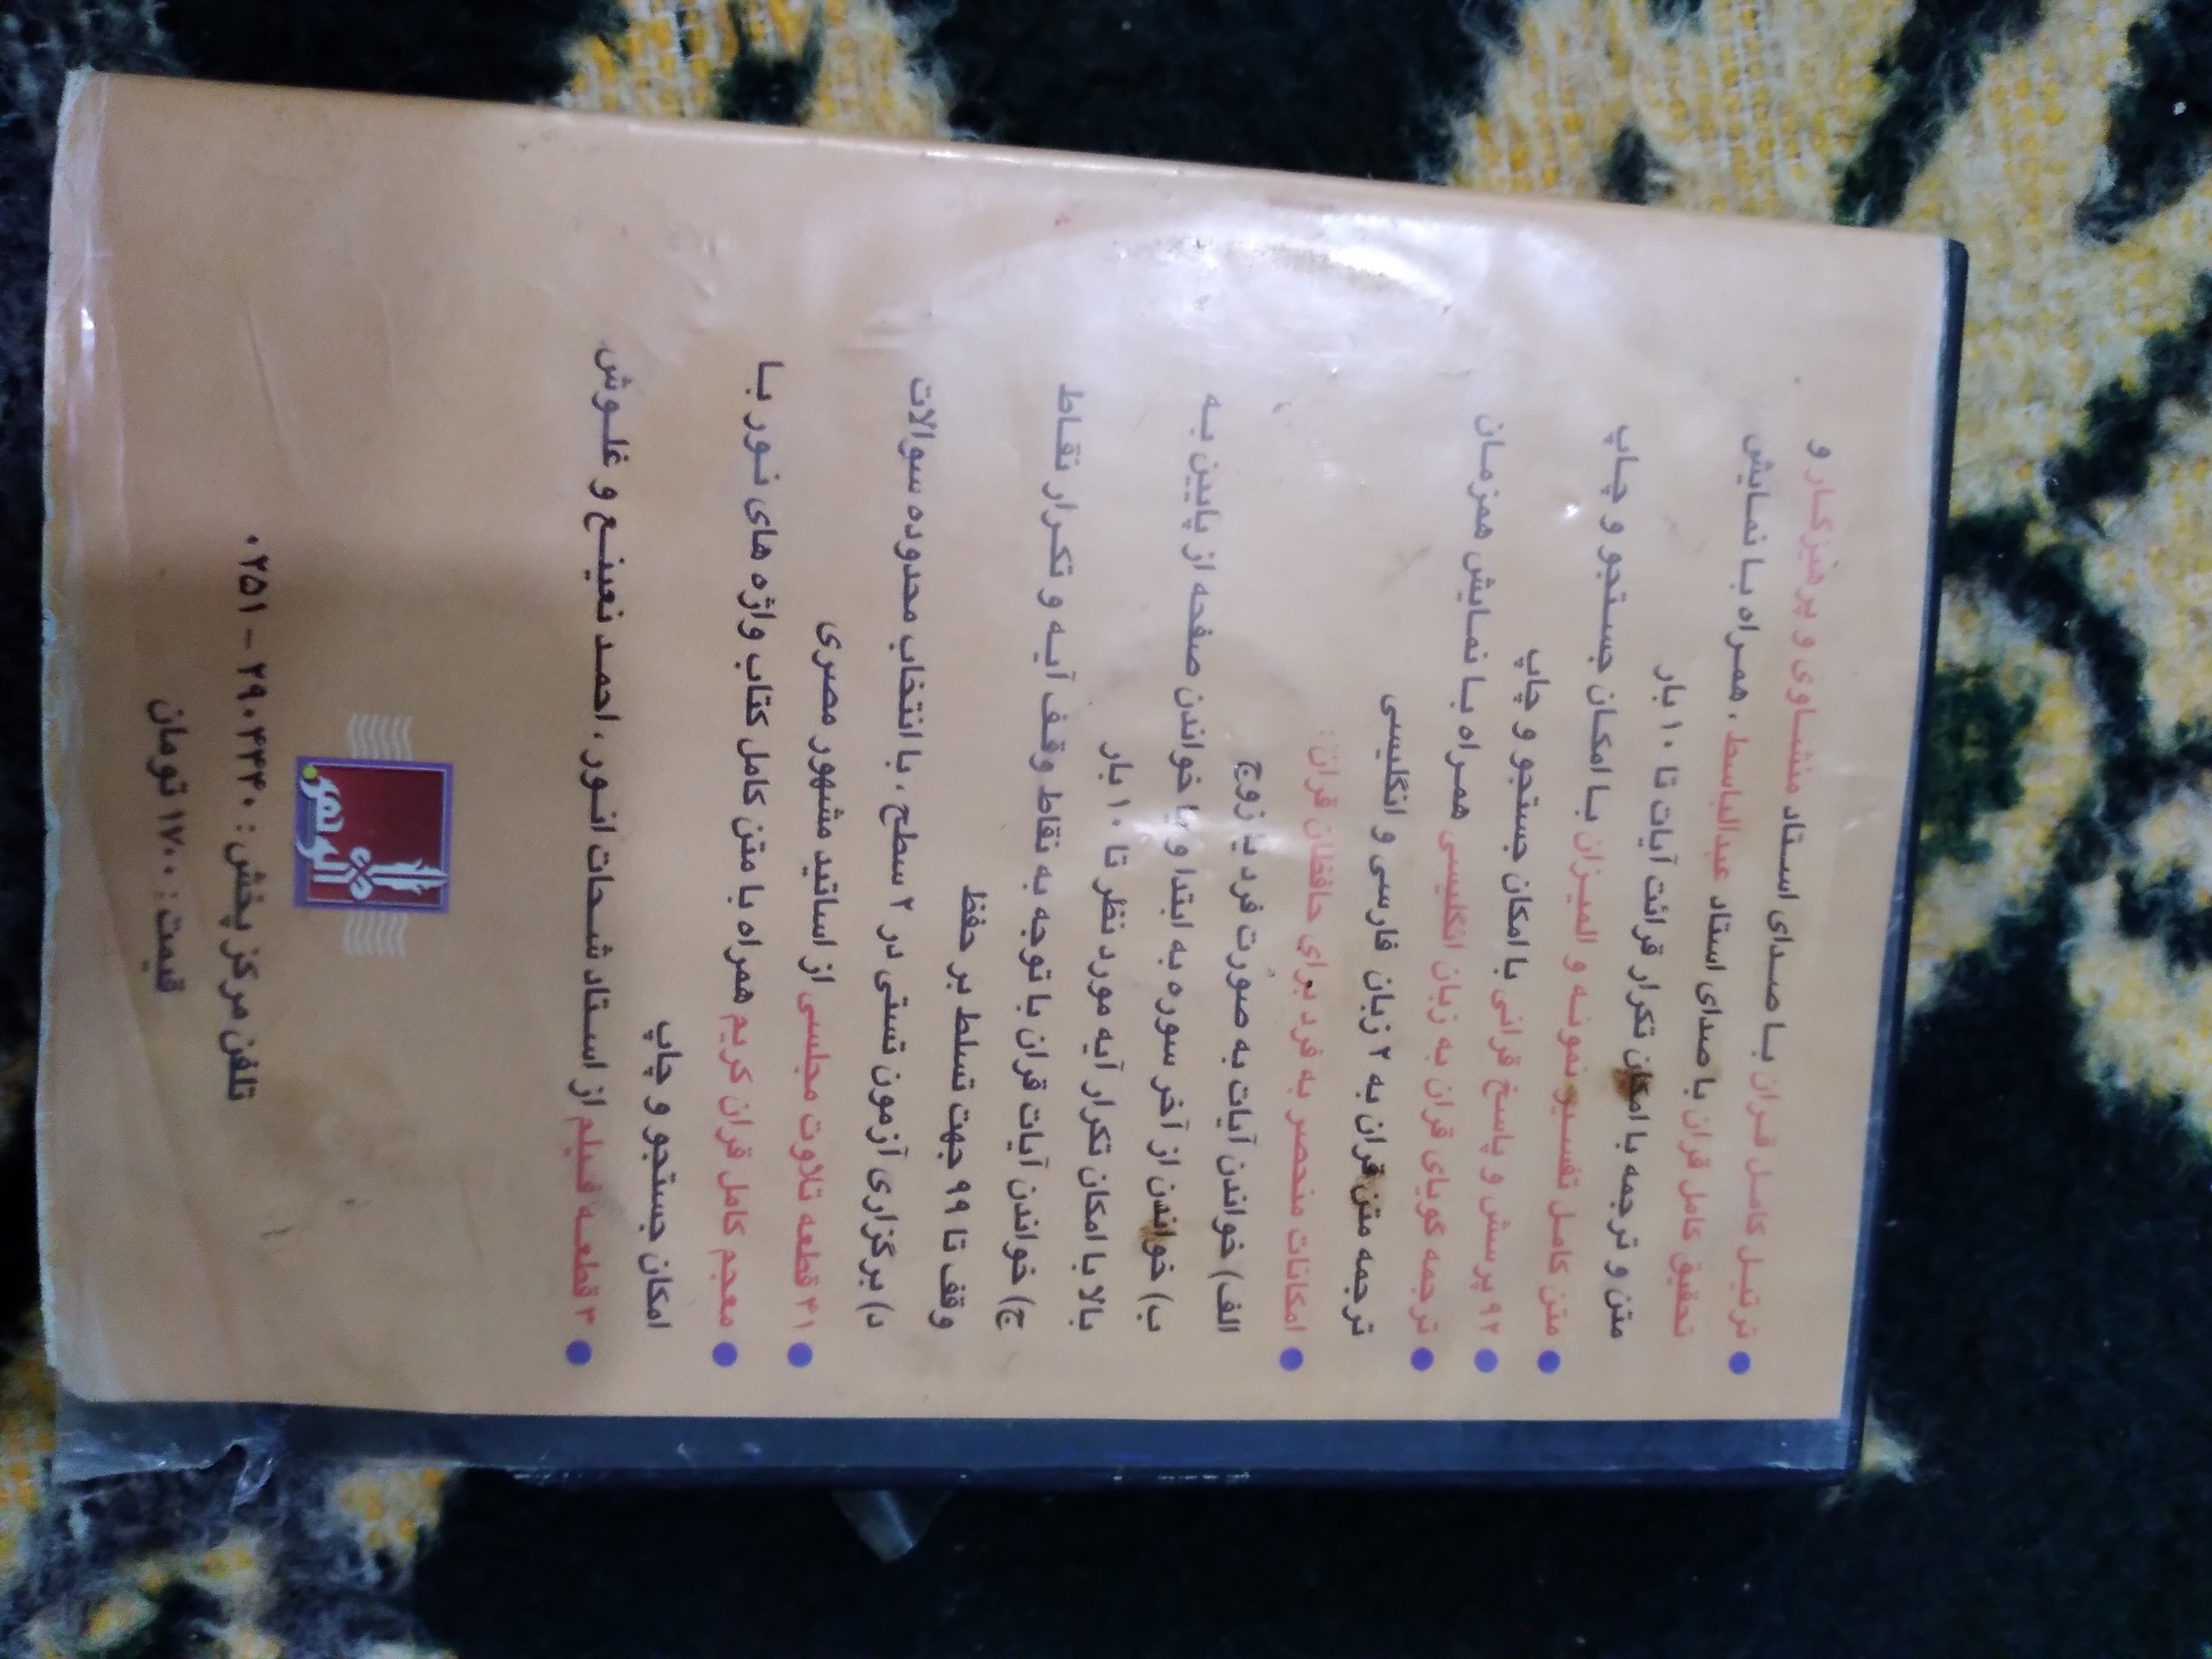 ترتیل کامل قرآن با صدای استاد منشاوی و پرهیزگار و
تحقیق کامل قرآن با صدای استاد عبدالباسط، همراه با نمایش
متن و ترجمه با امکان تکرار قرائت آیات تا ۱۰ بار
متن کامل تفسیر نمونه و المیزان با امکان جستجو و چاپ
۹۲ پرسش و پاسخ قرآنی با امکان جستجو و چاپ
ترجمه گویای قرآن به زبان انگلیسی همراه با نمایش همزمان
ترجمه متن قرآن به ۲ زبان فارسی و انگلیسی
امکانات منحصر به فرد برای حافظان قرآن:
الف) خواندن آیات به صورت فرد یا زوج
ب) خواندن از آخر سوره به ابتدا و یا خواندن صفحه از پایین به
بالا با امکان تکرار آیه مورد نظر تا ۱۰ بار
ج) خواندن آیات قرآن با توجه به نقاط وقف آیه و تکرار نقاط
وقف تا ۹۹ جهت تسلط بر حفظ
د) برگزاری آزمون تستی در ۲ سطح، با انتخاب محدوده سوالات
۳۱ قطعه تلاوت مجلسی از اساتید مشهور مصری
معجم کامل قرآن کریم همراه با متن کامل کتاب واژه های نور با
امکان جستجو و چاپ
۳ قطعه فیلم از استاد شحات انور، احمد نعینع و غلوش
تلفن مرکز پخش: ۲۹۰۴۳۴۰ - ۰۲۵۱
قیمت: ۱۷۰۰ تومان